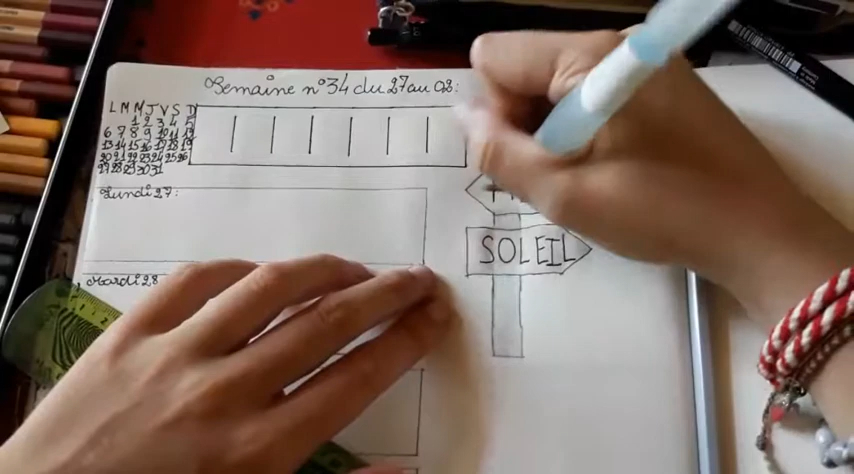 Semaine n°34 du 27 au 02:
L M M J V S D
1 2 3 4
6 7 8 9 10 11 12
13 14 15 16 17 18 19
20 21 22 23 24 25 26
27 28 29 30 31
Lundi 27:
SOLEIL
Mardi 28